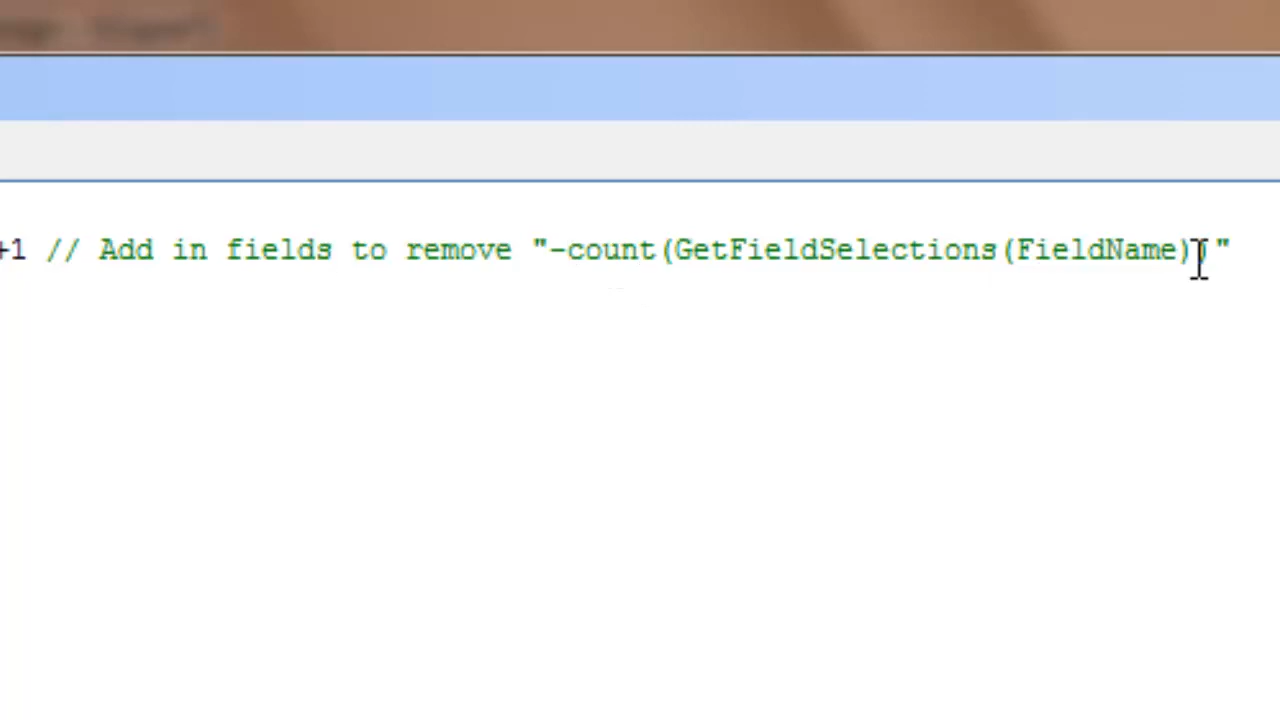 +1 // Add in fields to remove "-count(GetFieldSelections(FieldName))"